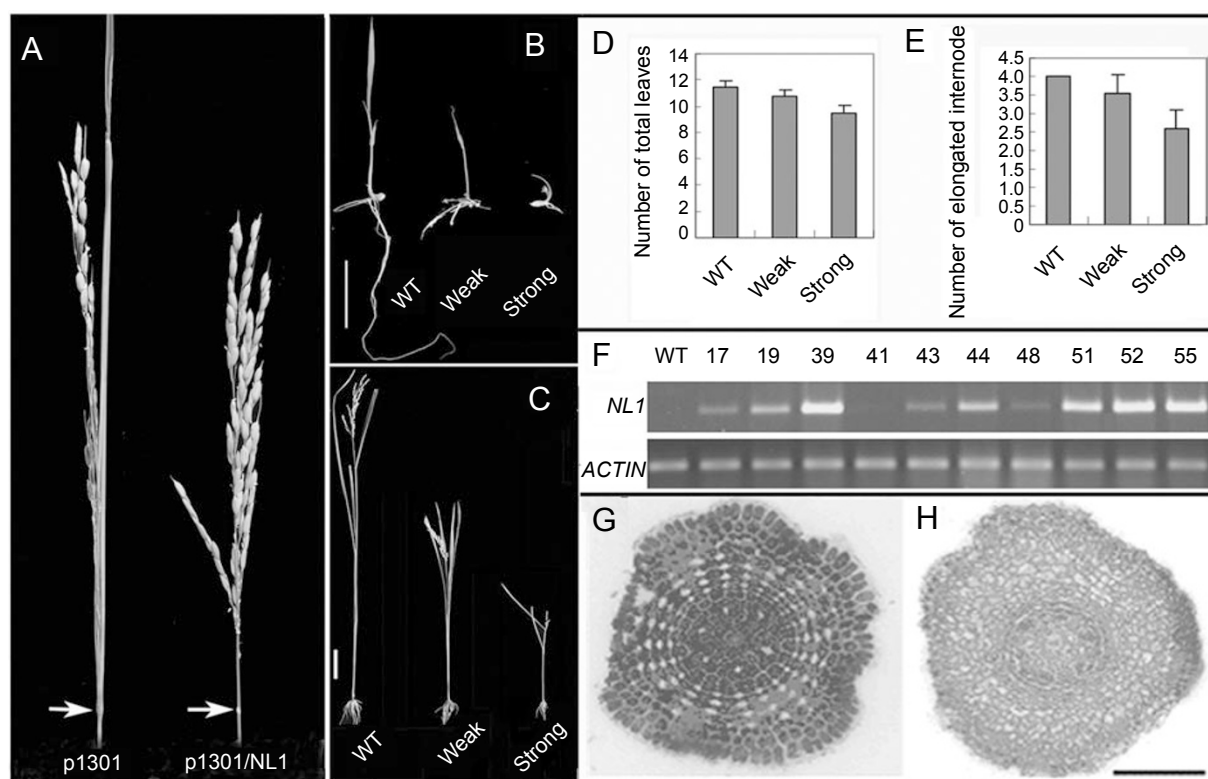 A
p1301
p1301/NL1
B
WT
Weak
Strong
C
WT
Weak
Strong
D
Number of total leaves
14
12
10
8
6
4
2
0
WT
Weak
Strong
E
Number of elongated internode
4.5
4.0
3.5
3.0
2.5
2.0
1.5
1.0
0.5
0
WT
Weak
Strong
F
WT 17 19 39 41 43 44 48 51 52 55
NL1
ACTIN
G
H